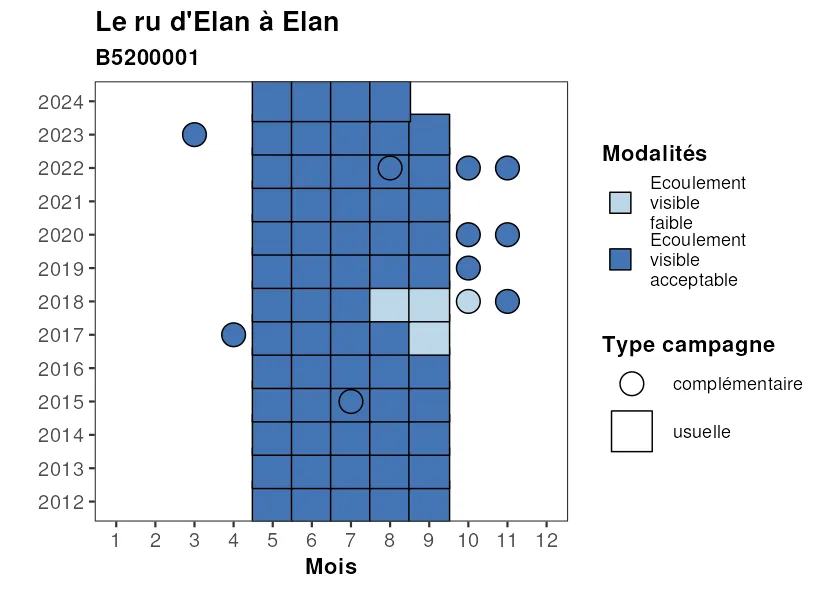 Le ru d'Elan à Elan
B5200001
2024
2023
2022
2021
2020
2019
2018
2017
2016
2015
2014
2013
2012
1 2 3 4 5 6 7 8 9 10 11 12
Mois
Modalités
Ecoulement
visible
faible
Ecoulement
visible
acceptable
Type campagne
complémentaire
usuelle